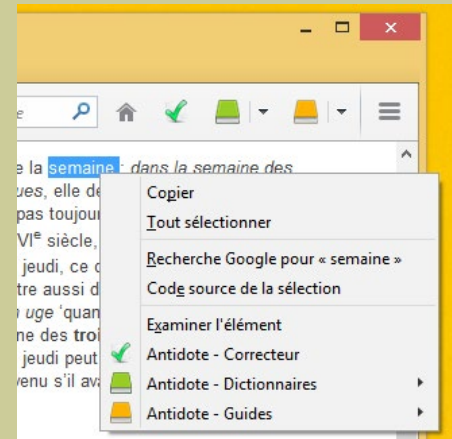 e la semaine : dans la semaine des
ues, elle de
pas toujour
VIe siècle,
jeudi, ce c
tre aussi d
uge 'quan
ne des troi
jeudi peut
venu s'il av
Copier
Tout sélectionner
Recherche Google pour « semaine »
Code source de la sélection
Examiner l'élément
Antidote - Correcteur
Antidote - Dictionnaires
Antidote - Guides